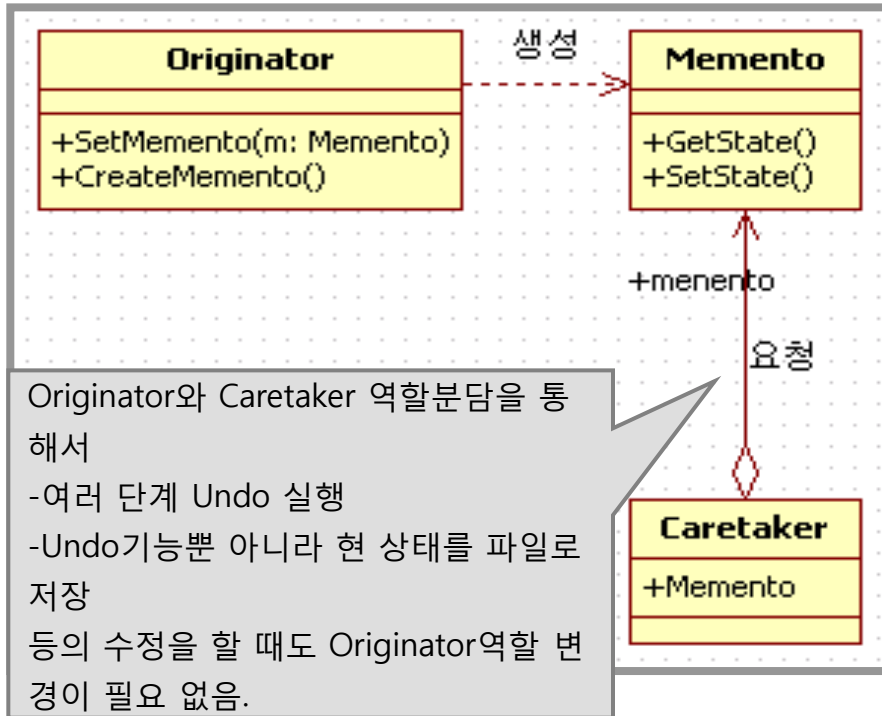 Originator
생성
Memento
+SetMemento(m: Memento)
+CreateMemento()
+GetState()
+SetState()
+menento
요청
Originator와 Caretaker 역할분담을 통
해서
-여러 단계 Undo 실행
-Undo기능뿐 아니라 현 상태를 파일로
저장
등의 수정을 할 때도 Originator역할 변
경이 필요 없음.
Caretaker
+Memento